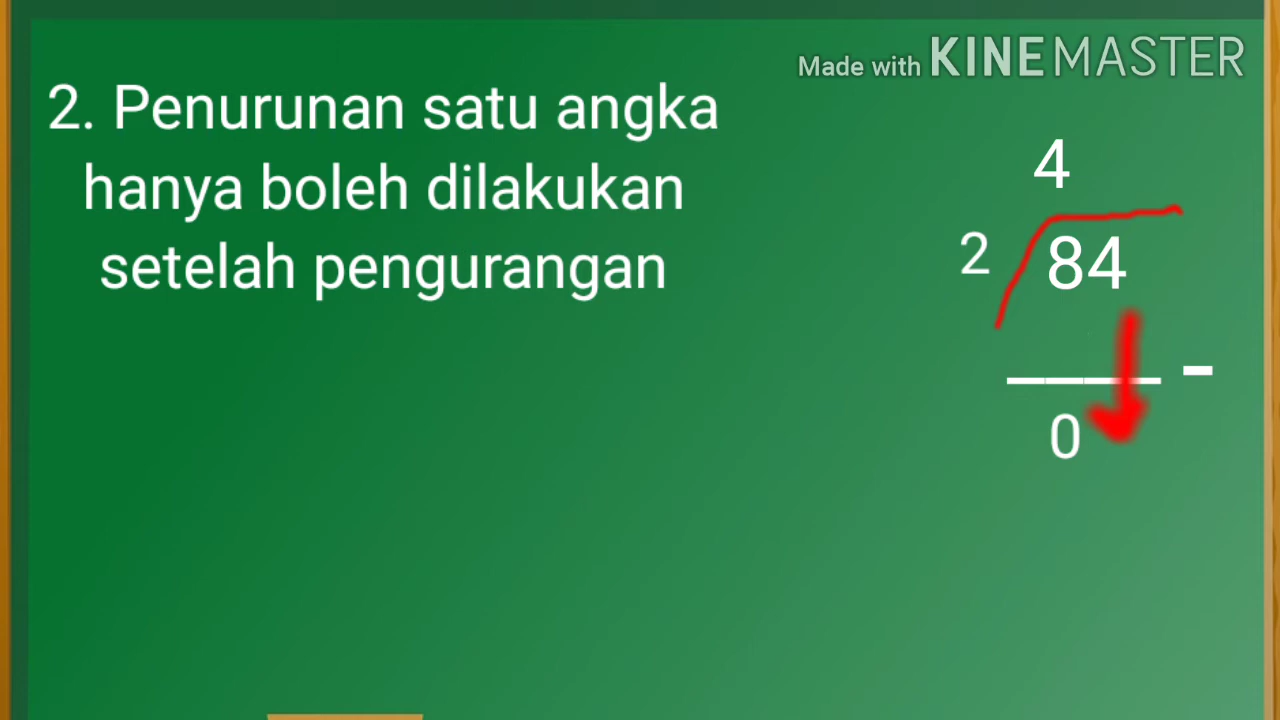 Made with KINEMASTER
2. Penurunan satu angka
hanya boleh dilakukan
setelah pengurangan
4
2 84
-
0